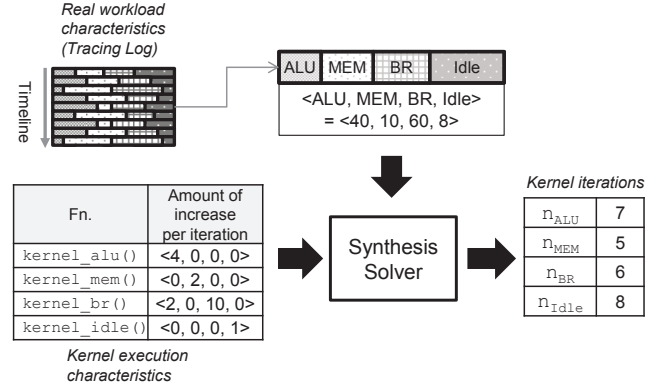 Real workload
characteristics
(Tracing Log)
Timeline
ALU MEM BR Idle
<ALU, MEM, BR, Idle>
= <40, 10, 60, 8>
Fn. Amount of
increase
per iteration
kernel_alu() <4, 0, 0, 0>
kernel_mem() <0, 2, 0, 0>
kernel_br() <2, 0, 10, 0>
kernel_idle() <0, 0, 0, 1>
Kernel execution
characteristics
Synthesis
Solver
Kernel iterations
nALU 7
nMEM 5
nBR 6
nIdle 8